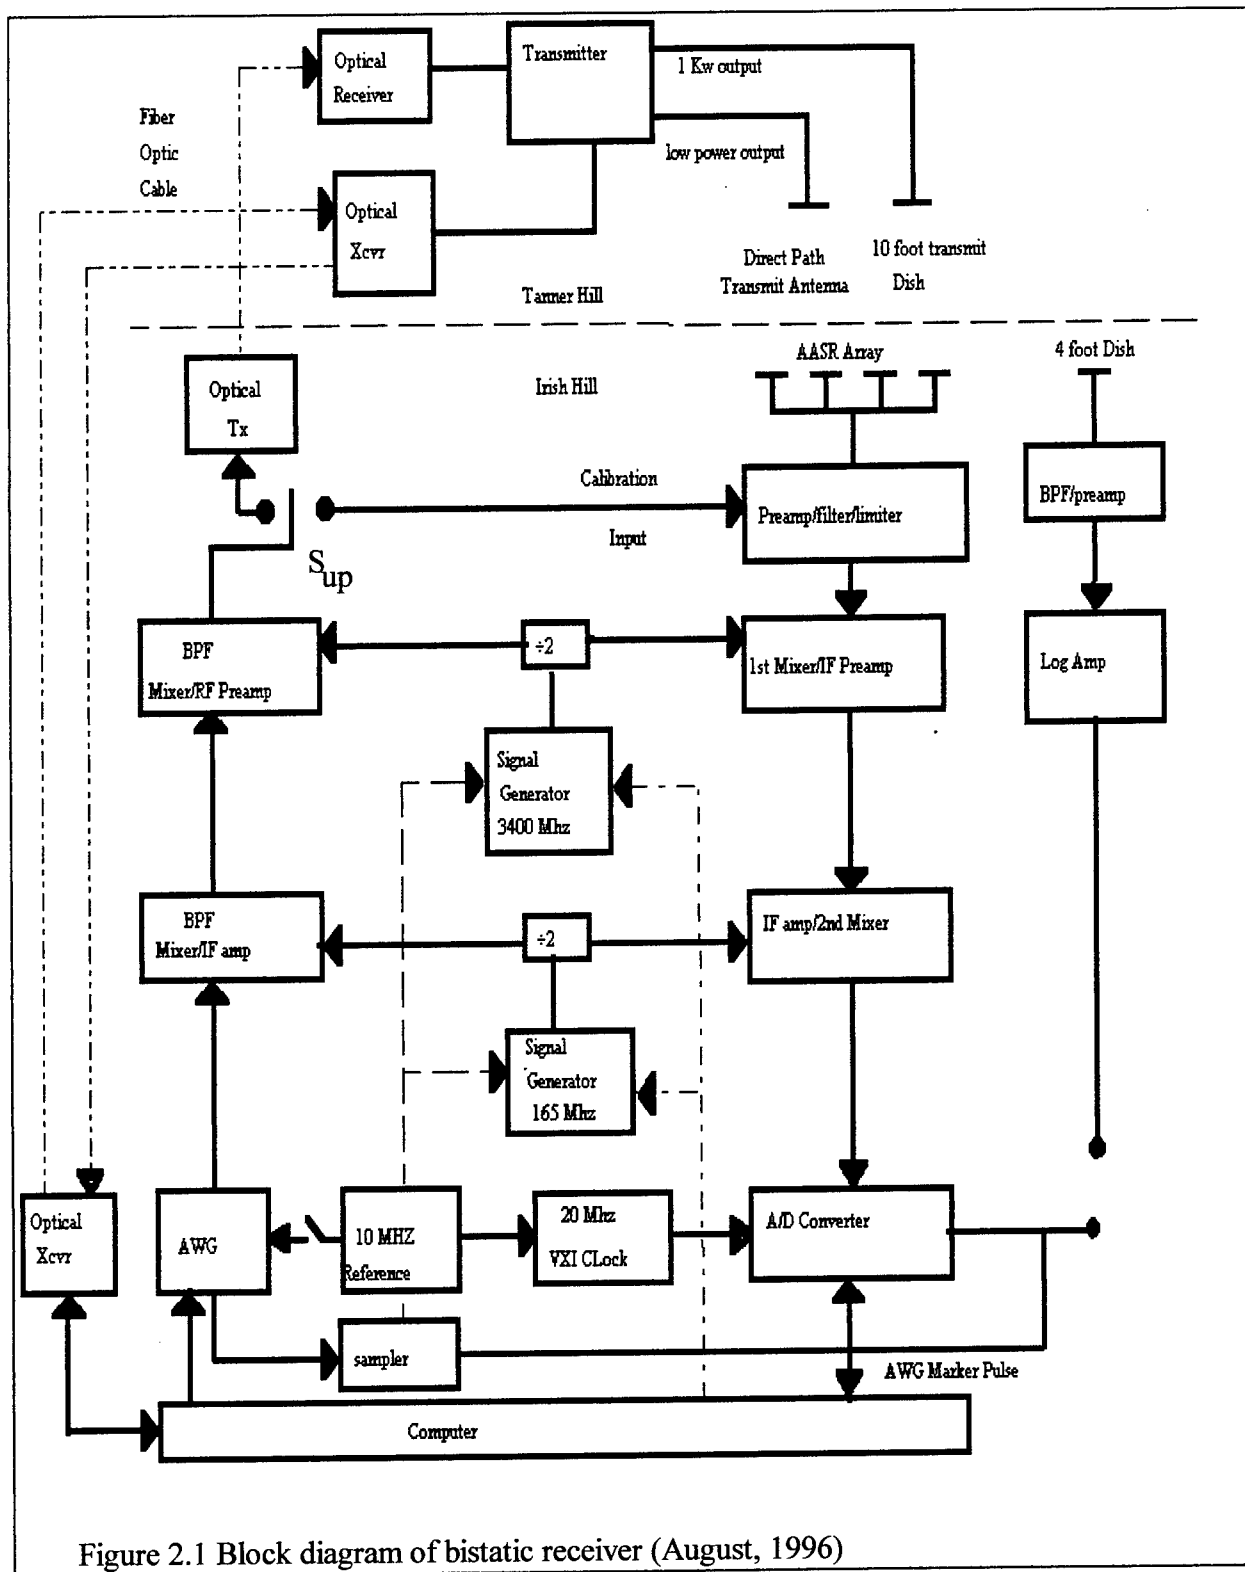 Optical
Receiver
Transmitter
1 Kw output
low power output
Fiber
Optic
Cable
Optical
Xcvr
Direct Path
Transmit Antenna
10 foot transmit
Dish
Tanner Hill
Irish Hill
AASR Array
4 foot Dish
Optical
Tx
Calibration
Input
Preamp/filter/limiter
BPF/preamp
Sup
BPF
Mixer/RF Preamp
÷2
1st Mixer/IF Preamp
Log Amp
Signal
Generator
3400 Mhz
BPF
Mixer/IF amp
÷2
IF amp/2nd Mixer
Signal
Generator
165 Mhz
Optical
Xcvr
AWG
10 MHZ
Reference
20 Mhz
VXI CLock
A/D Converter
sampler
AWG Marker Pulse
Computer
Figure 2.1 Block diagram of bistatic receiver (August, 1996)